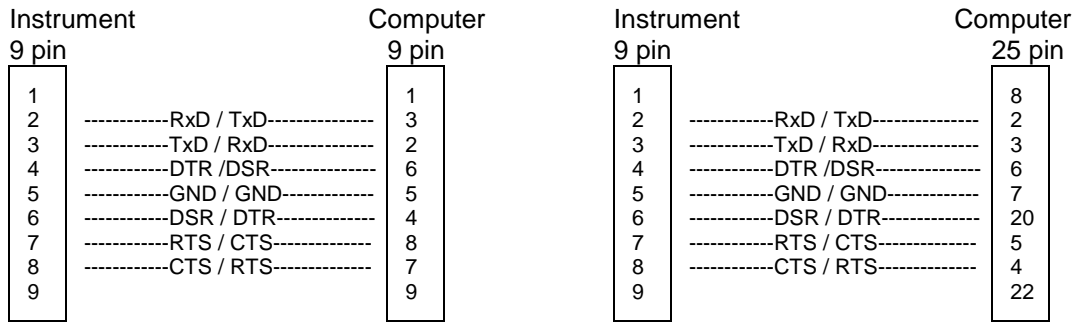 Instrument Computer Instrument Computer
9 pin 9 pin 9 pin 25 pin
1 1 1 8
2 -------------RxD / TxD---------------- 3 2 -------------RxD / TxD---------------- 2
3 -------------TxD / RxD---------------- 2 3 -------------TxD / RxD---------------- 3
4 -------------DTR /DSR---------------- 6 4 -------------DTR /DSR---------------- 6
5 -------------GND / GND-------------- 5 5 -------------GND / GND-------------- 7
6 -------------DSR / DTR--------------- 4 6 -------------DSR / DTR--------------- 20
7 -------------RTS / CTS--------------- 8 7 -------------RTS / CTS--------------- 5
8 -------------CTS / RTS--------------- 7 8 -------------CTS / RTS--------------- 4
9 9 9 22